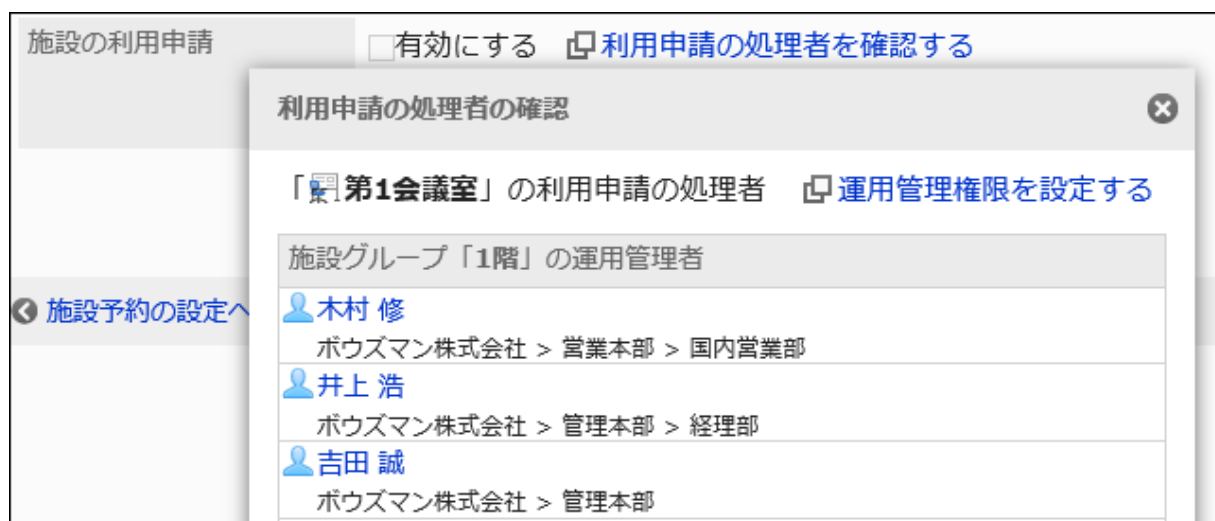 施設の利用申請
有効にする 利用申請の処理者を確認する
利用申請の処理者の確認
「第1会議室」の利用申請の処理者 運用管理権限を設定する
施設グループ「1階」の運用管理者
施設予約の設定へ
木村 修
ボウズマン株式会社 > 営業本部 > 国内営業部
井上 浩
ボウズマン株式会社 > 管理本部 > 経理部
吉田 誠
ボウズマン株式会社 > 管理本部